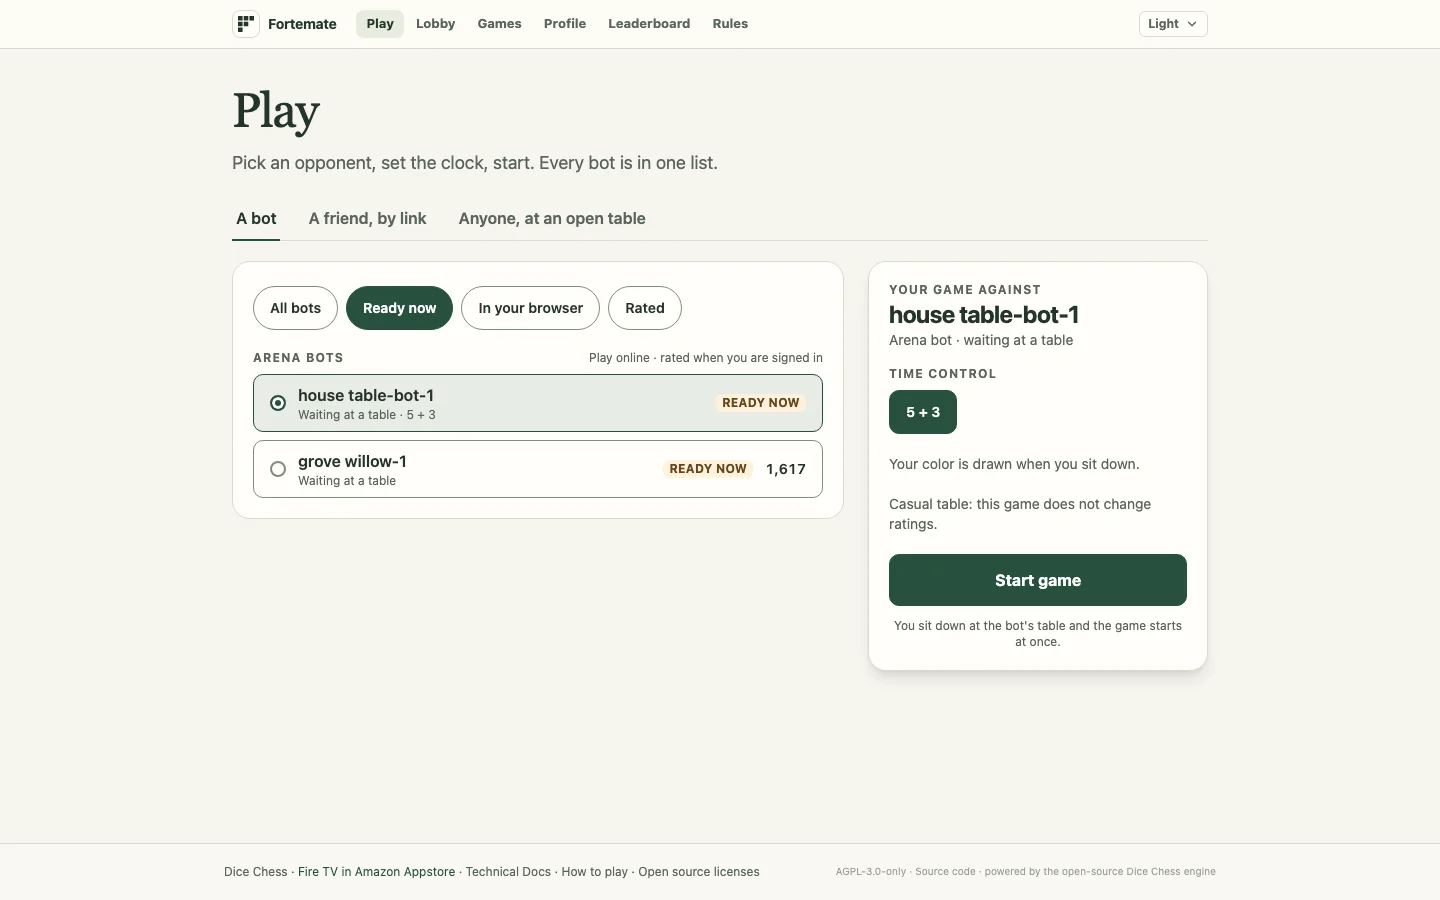 Fortemate
Play
Lobby
Games
Profile
Leaderboard
Rules
Light
Play
Pick an opponent, set the clock, start. Every bot is in one list.
A bot
A friend, by link
Anyone, at an open table
All bots
Ready now
In your browser
Rated
ARENA BOTS
Play online · rated when you are signed in
house table-bot-1
Waiting at a table · 5 + 3
READY NOW
grove willow-1
Waiting at a table
READY NOW
1,617
YOUR GAME AGAINST
house table-bot-1
Arena bot · waiting at a table
TIME CONTROL
5 + 3
Your color is drawn when you sit down.
Casual table: this game does not change
ratings.
Start game
You sit down at the bot's table and the game starts
at once.
Dice Chess · Fire TV in Amazon Appstore · Technical Docs · How to play · Open source licenses
AGPL-3.0-only · Source code · powered by the open-source Dice Chess engine